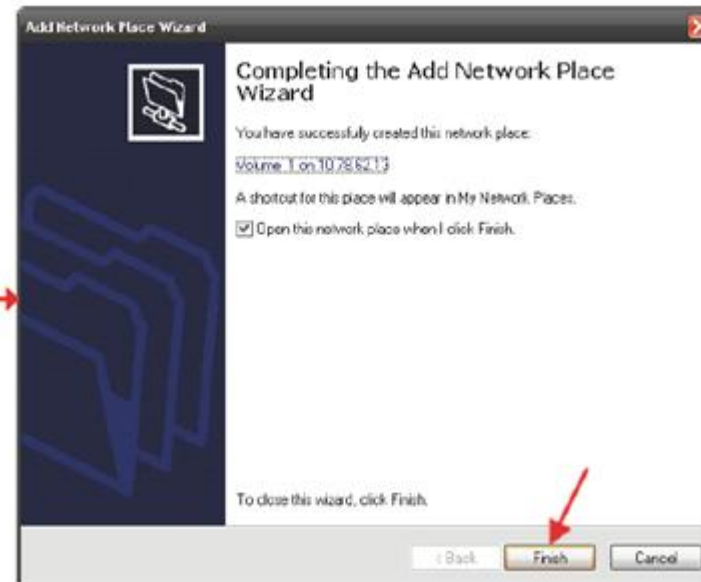 Add Network Place Wizard
Completing the Add Network Place
Wizard
You have successfully created this network place:
Volume_1 on 10.78.62.13
A shortcut for this place will appear in My Network Places.
Open this network place when I click Finish.
To close this wizard, click Finish.
< Back
Finish
Cancel